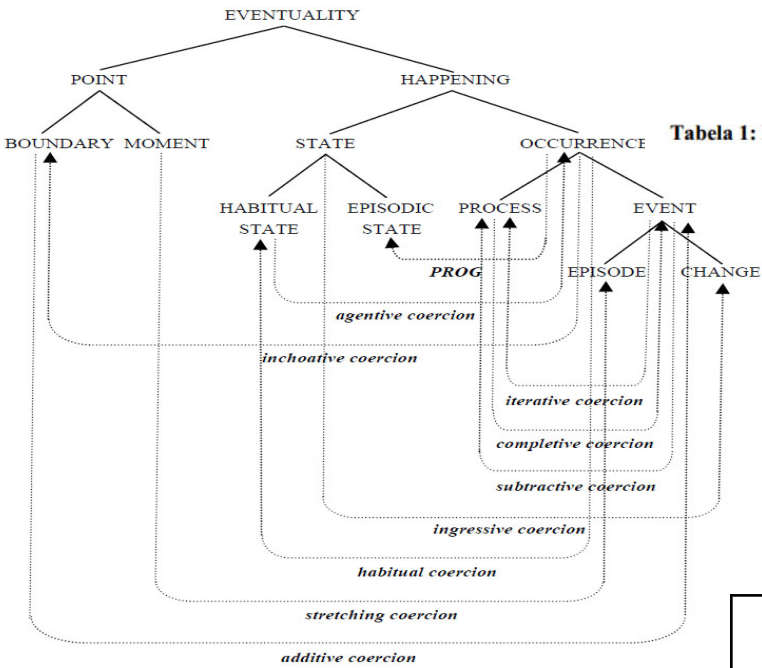 EVENTUALITY
POINT HAPPENING
BOUNDARY MOMENT STATE OCCURRENCE Tabela 1:
HABITUAL EPISODIC PROCESS EVENT
STATE STATE
PROG EPISODE CHANGE
agentive coercion
inchoative coercion
iterative coercion
completive coercion
subtractive coercion
ingressive coercion
habitual coercion
stretching coercion
additive coercion